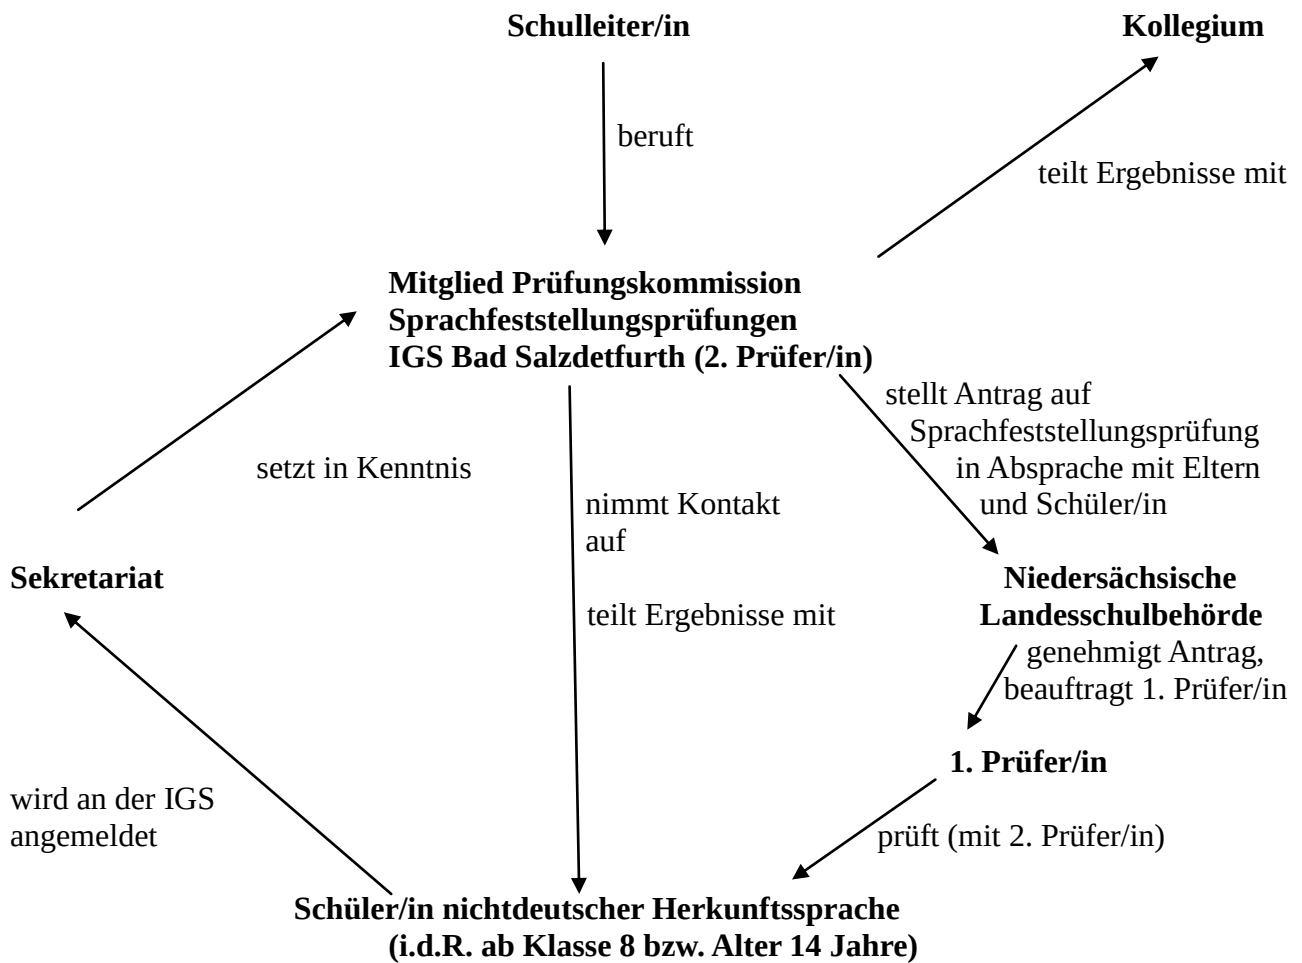 Schulleiter/in
Kollegium
beruft
teilt Ergebnisse mit
Mitglied Prüfungskommission
Sprachfeststellungsprüfungen
IGS Bad Salzdetfurth (2. Prüfer/in)
stellt Antrag auf
Sprachfeststellungsprüfung
in Absprache mit Eltern
und Schüler/in
setzt in Kenntnis
nimmt Kontakt
auf
teilt Ergebnisse mit
Sekretariat
Niedersächsische
Landesschulbehörde
genehmigt Antrag,
beauftragt 1. Prüfer/in
1. Prüfer/in
wird an der IGS
angemeldet
prüft (mit 2. Prüfer/in)
Schüler/in nichtdeutscher Herkunftssprache
(i.d.R. ab Klasse 8 bzw. Alter 14 Jahre)